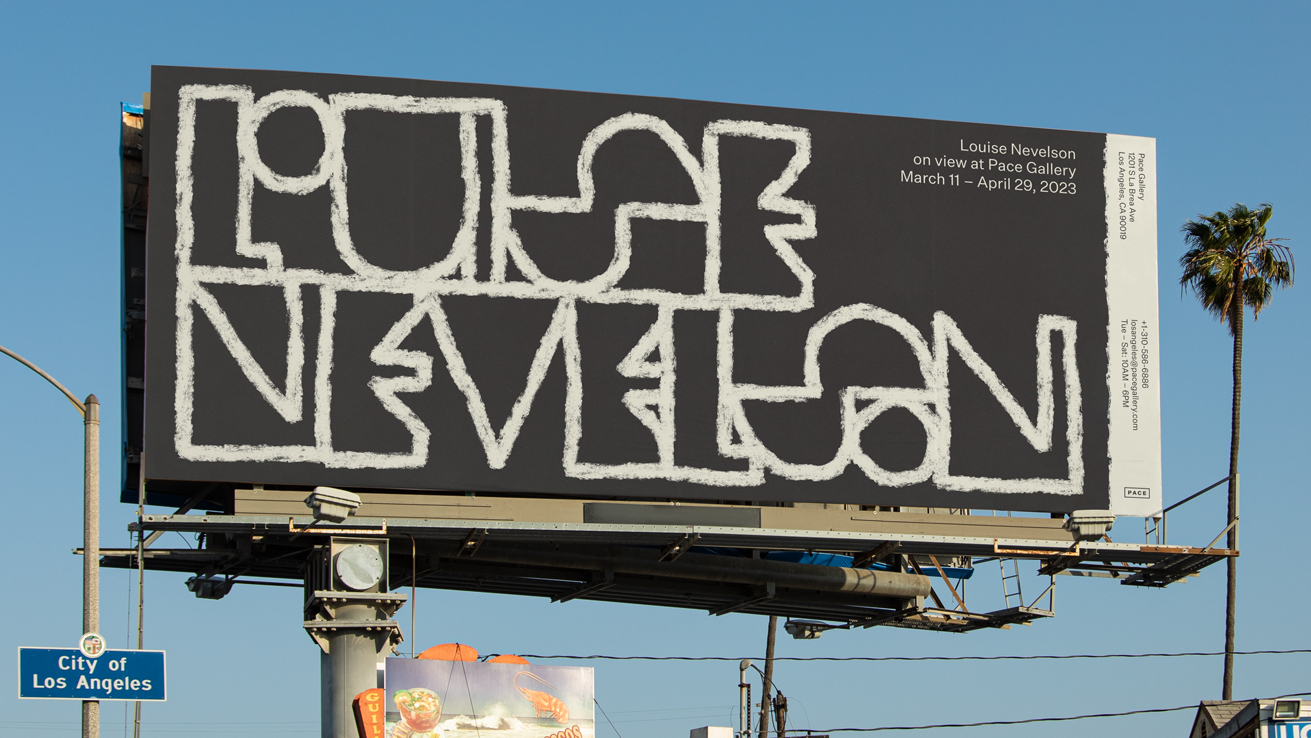 LOUISE
NEVELSON
Louise Nevelson
on view at Pace Gallery
March 11 – April 29, 2023
Pace Gallery
1201 S La Brea Ave
Los Angeles, CA 90019
+1-310-586-6886
losangeles@pacegallery.com
Tue – Sat: 10AM – 6PM
PACE
City of
Los Angeles